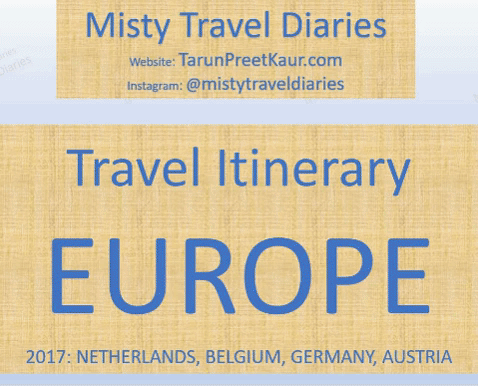 Misty Travel Diaries
Website: TarunPreetKaur.com
Instagram: @mistytraveldiaries
Travel Itinerary
EUROPE
2017: NETHERLANDS, BELGIUM, GERMANY, AUSTRIA